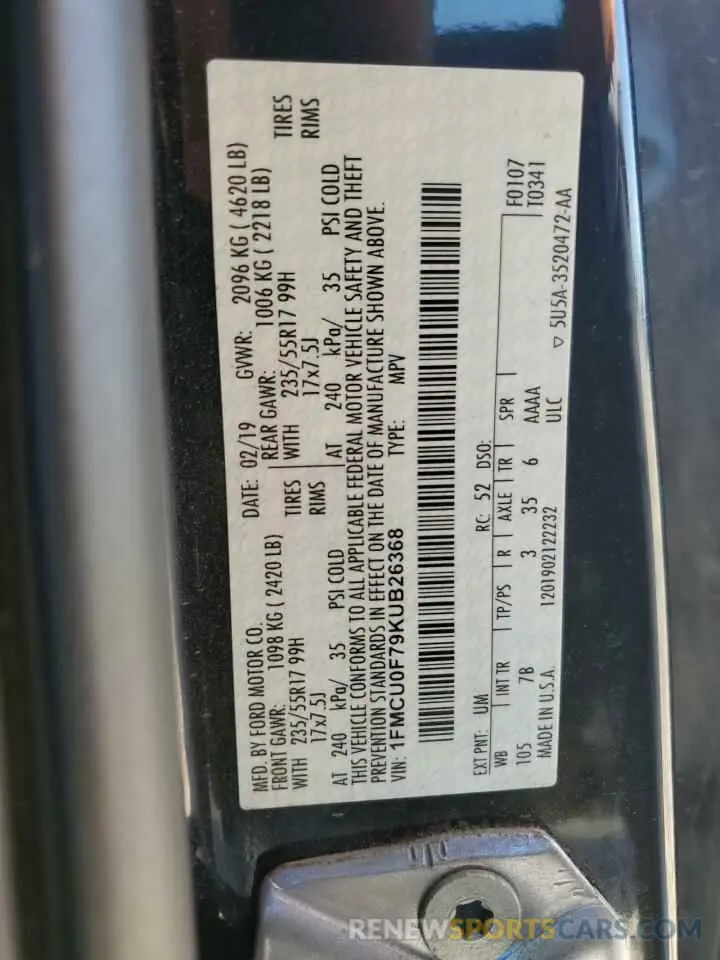 MFD. BY FORD MOTOR CO.
DATE: 02/19 GVWR: 2096 KG ( 4620 LB)
FRONT GAWR: 1098 KG ( 2420 LB) REAR GAWR: 1006 KG ( 2218 LB)
WITH 235/55R17 99H TIRES WITH 235/55R17 99H TIRES
17x7.5J RIMS 17x7.5J RIMS
AT 240 kPa/ 35 PSI COLD AT 240 kPa/ 35 PSI COLD
THIS VEHICLE CONFORMS TO ALL APPLICABLE FEDERAL MOTOR VEHICLE SAFETY AND THEFT
PREVENTION STANDARDS IN EFFECT ON THE DATE OF MANUFACTURE SHOWN ABOVE.
VIN: 1FMCU0F79KUB26368 TYPE: MPV
EXT PNT: UM RC: 52 DSO: F0107
WB INT TR TP/PS R AXLE TR SPR T0341
105 7B 3 35 6 AAAA
MADE IN U.S.A. 1201902122232 ULC ▽ 5U5A-3520472-AA
RENEWSPORTSCARS.COM